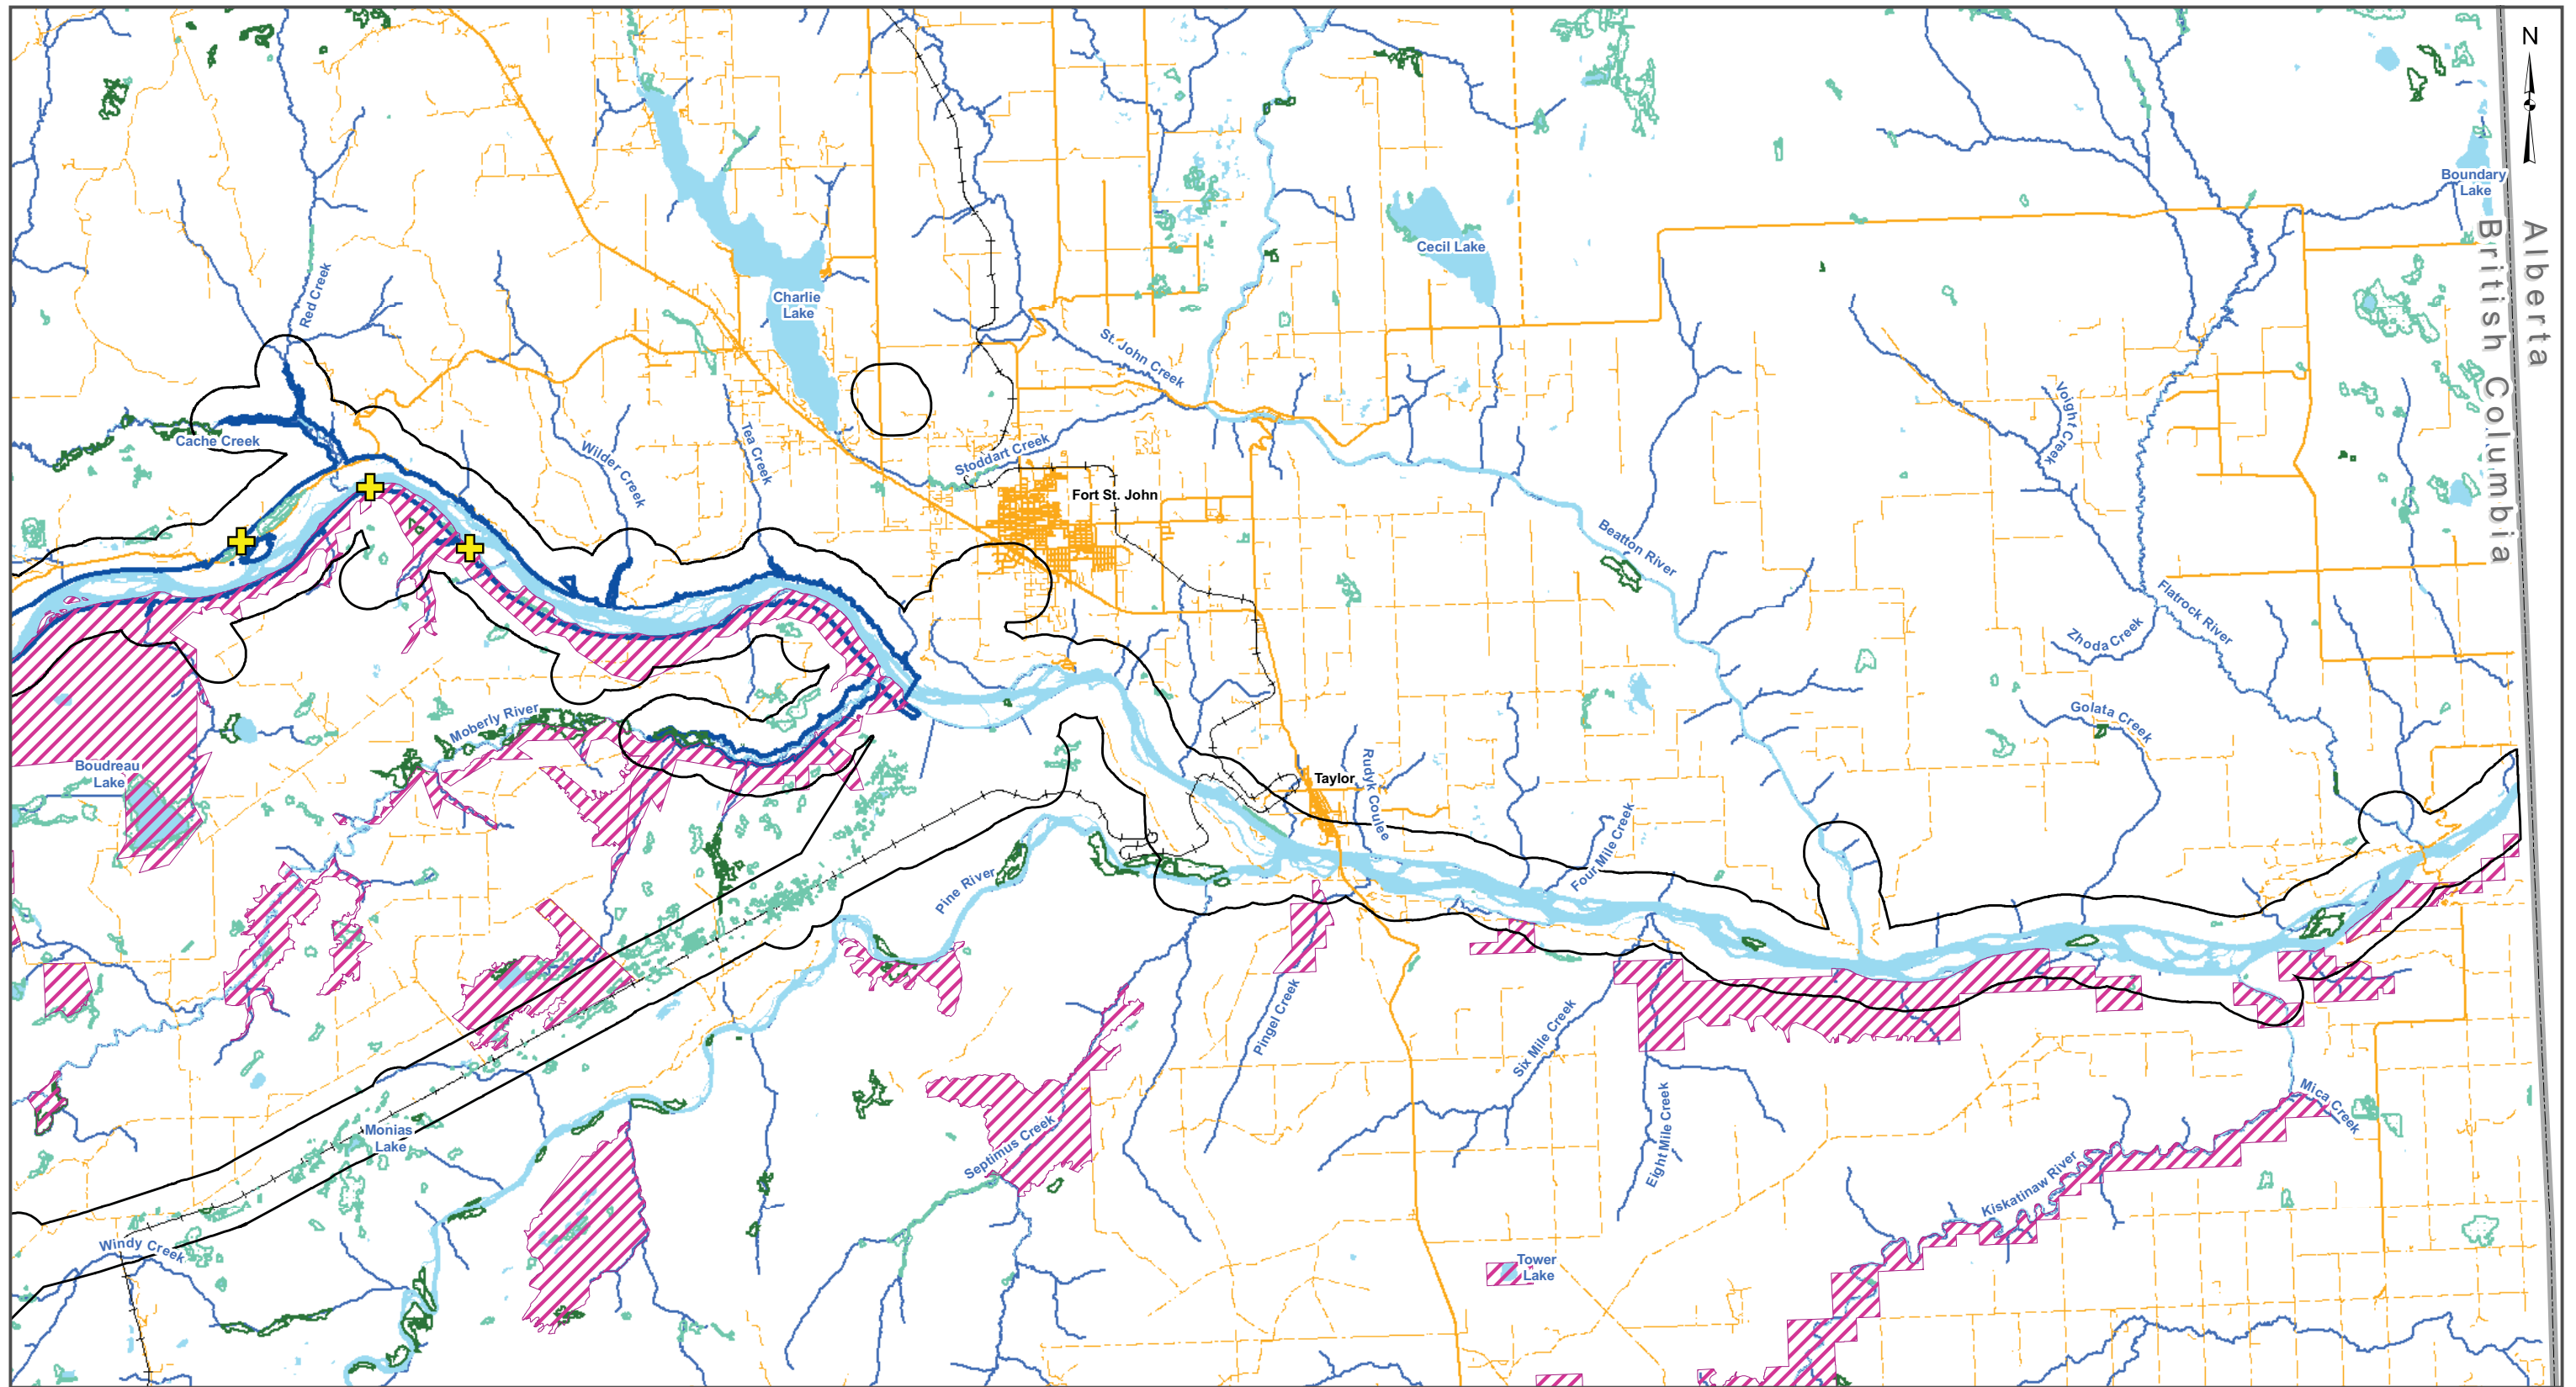 N
Boundary
Lake
Alberta
British Columbia
Cecil Lake
Red Creek
Charlie
Lake
St. John Creek
Voight Creek
Cache Creek
Wilder Creek
Tea Creek
Stoddart Creek
Fort St. John
Beatton River
Flatrock River
Zhoda Creek
Moberly River
Golata Creek
Boudreau
Lake
Taylor
Rudyk Coulee
Four Mile Creek
Pine River
Pingel Creek
Six Mile Creek
Eight Mile Creek
Mica Creek
Monias
Lake
Septimus Creek
Kiskatinaw River
Windy Creek
Tower
Lake